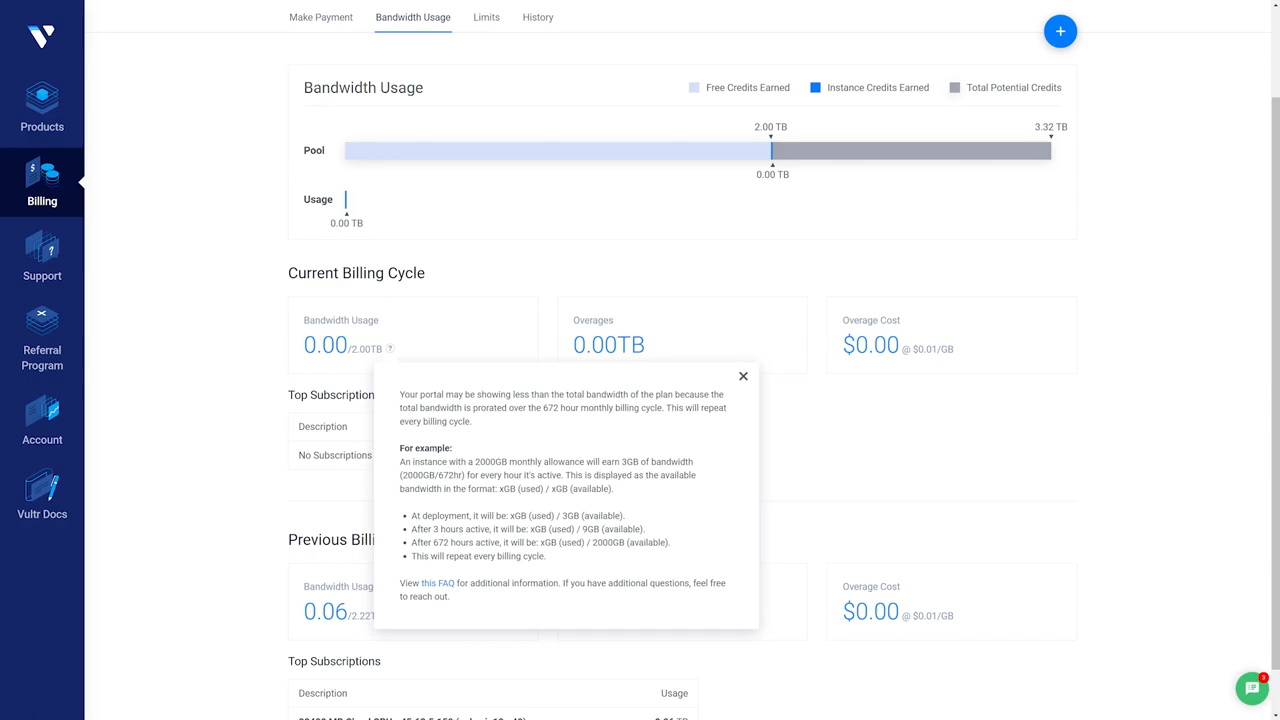 Make Payment
Bandwidth Usage
Limits
History
+
Products
Billing
$
Support
?
Referral
Program
Account
Vultr Docs
Bandwidth Usage
Free Credits Earned
Instance Credits Earned
Total Potential Credits
2.00 TB
3.32 TB
Pool
0.00 TB
Usage
0.00 TB
Current Billing Cycle
Bandwidth Usage
0.00/2.00TB ?
Overages
0.00TB
Overage Cost
$0.00 @ $0.01/GB
Top Subscription
Description
No Subscriptions
Your portal may be showing less than the total bandwidth of the plan because the
total bandwidth is prorated over the 672 hour monthly billing cycle. This will repeat
every billing cycle.
For example:
An instance with a 2000GB monthly allowance will earn 3GB of bandwidth
(2000GB/672hr) for every hour it's active. This is displayed as the available
bandwidth in the format: xGB (used) / xGB (available).
• At deployment, it will be: xGB (used) / 3GB (available).
• After 3 hours active, it will be: xGB (used) / 9GB (available).
• After 672 hours active, it will be: xGB (used) / 2000GB (available).
• This will repeat every billing cycle.
View this FAQ for additional information. If you have additional questions, feel free
to reach out.
Previous Billi
Bandwidth Usag
0.06/2.22T
Overage Cost
$0.00 @ $0.01/GB
Top Subscriptions
Description
Usage
3